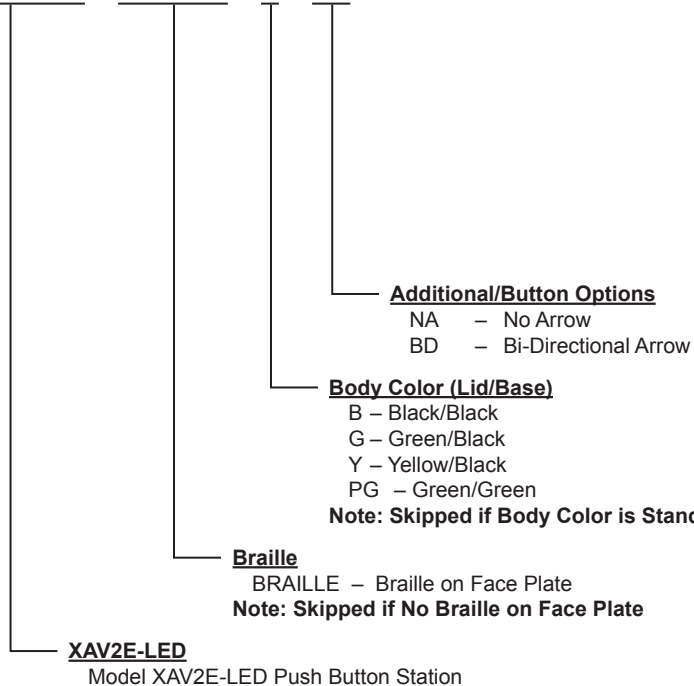 Additional/Button Options
NA – No Arrow
BD – Bi-Directional Arrow
Body Color (Lid/Base)
B – Black/Black
G – Green/Black
Y – Yellow/Black
PG – Green/Green
Note: Skipped if Body Color is
Braille
BRAILLE – Braille on Face Plate
Note: Skipped if No Braille on Face Plate
XAV2E-LED
Model XAV2E-LED Push Button Station